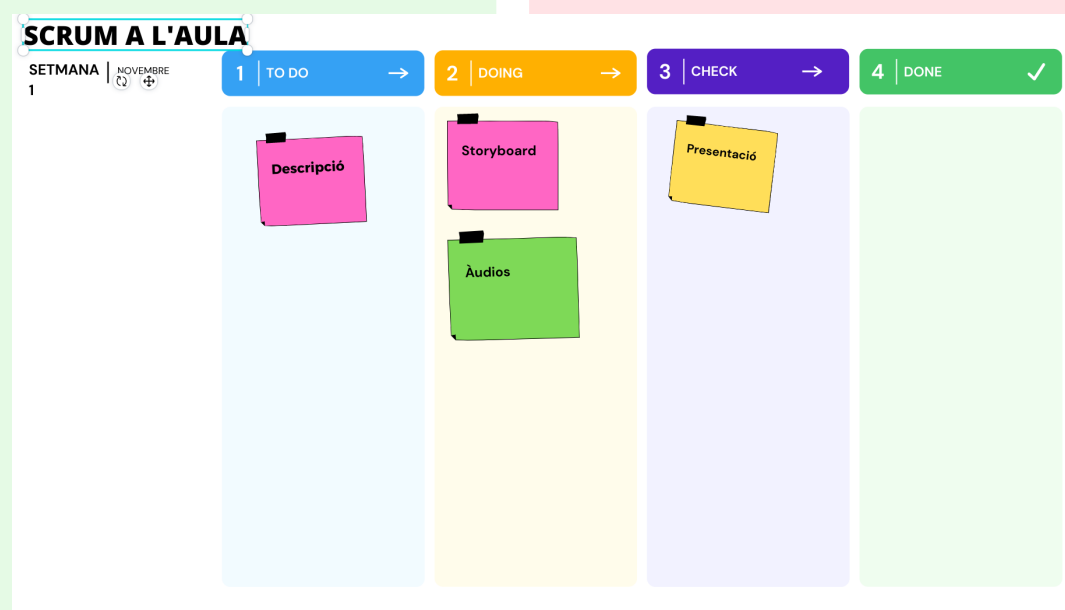 SCRUM A L'AULA
SETMANA
1
NOVEMBRE
1 TO DO
2 DOING
3 CHECK
4 DONE
Descripció
Storyboard
Àudios
Presentació